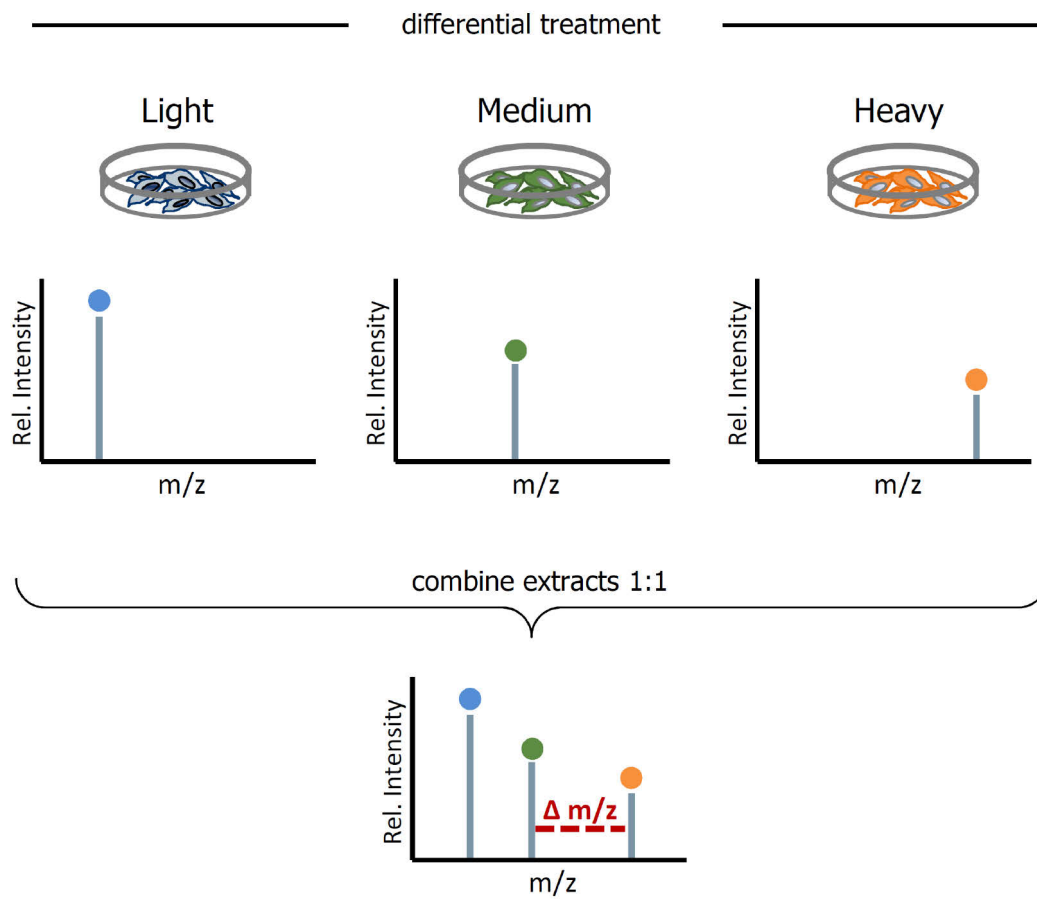 differential treatment
Light
Medium
Heavy
Rel. Intensity
m/z
Rel. Intensity
m/z
Rel. Intensity
m/z
combine extracts 1:1
Rel. Intensity
Δ m/z
m/z